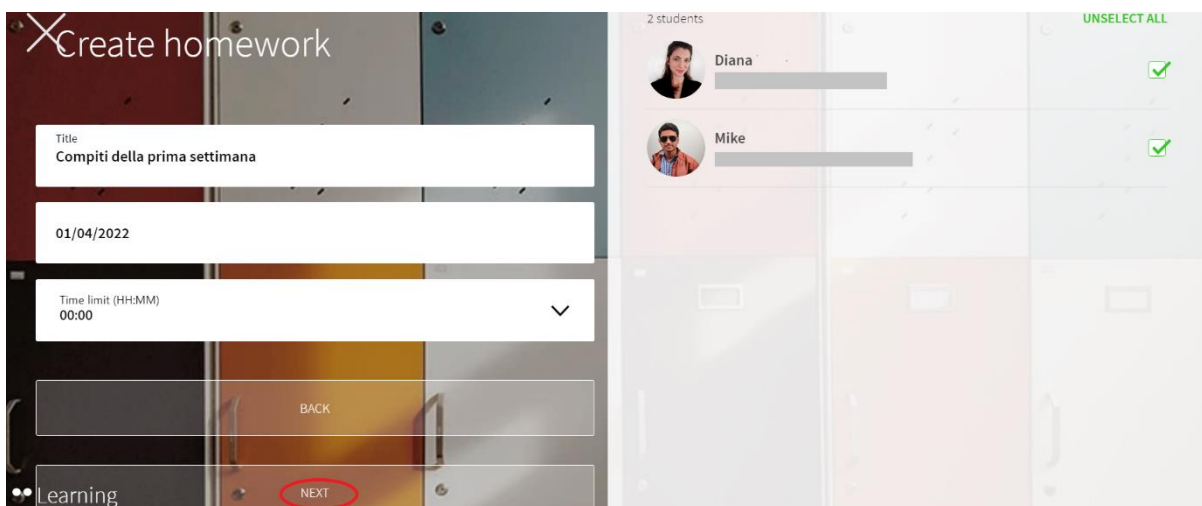 Create homework
Title
Compiti della prima settimana
01/04/2022
Time limit (HH:MM)
00:00
BACK
NEXT
Learning
2 students
UNSELECT ALL
Diana
Mike